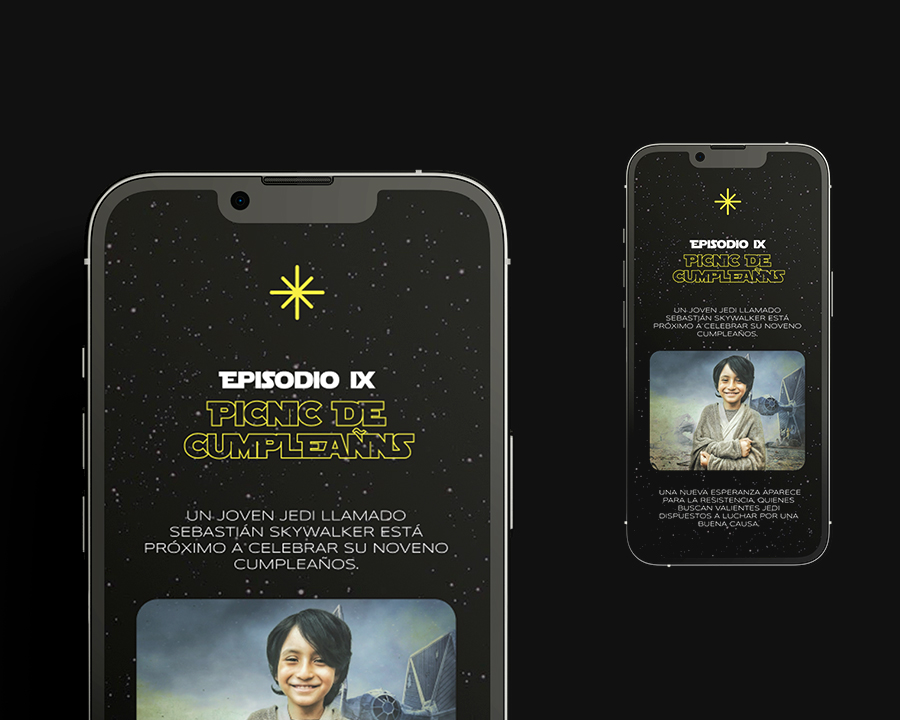 EPISODIO IX
PICNIC DE
CUMPLEAÑNS
UN JOVEN JEDI LLAMADO
SEBASTIÁN SKYWALKER ESTÁ
PRÓXIMO A CELEBRAR SU NOVENO
CUMPLEAÑOS.
EPISODIO IX
PICNIC DE
CUMPLEAÑNS
UN JOVEN JEDI LLAMADO
SEBASTIÁN SKYWALKER ESTÁ
PRÓXIMO A CELEBRAR SU NOVENO
CUMPLEAÑOS.
UNA NUEVA ESPERANZA APARECE
PARA LA RESISTENCIA, QUIENES
BUSCAN VALIENTES JEDI
DISPUESTOS A LUCHAR POR UNA
BUENA CAUSA.